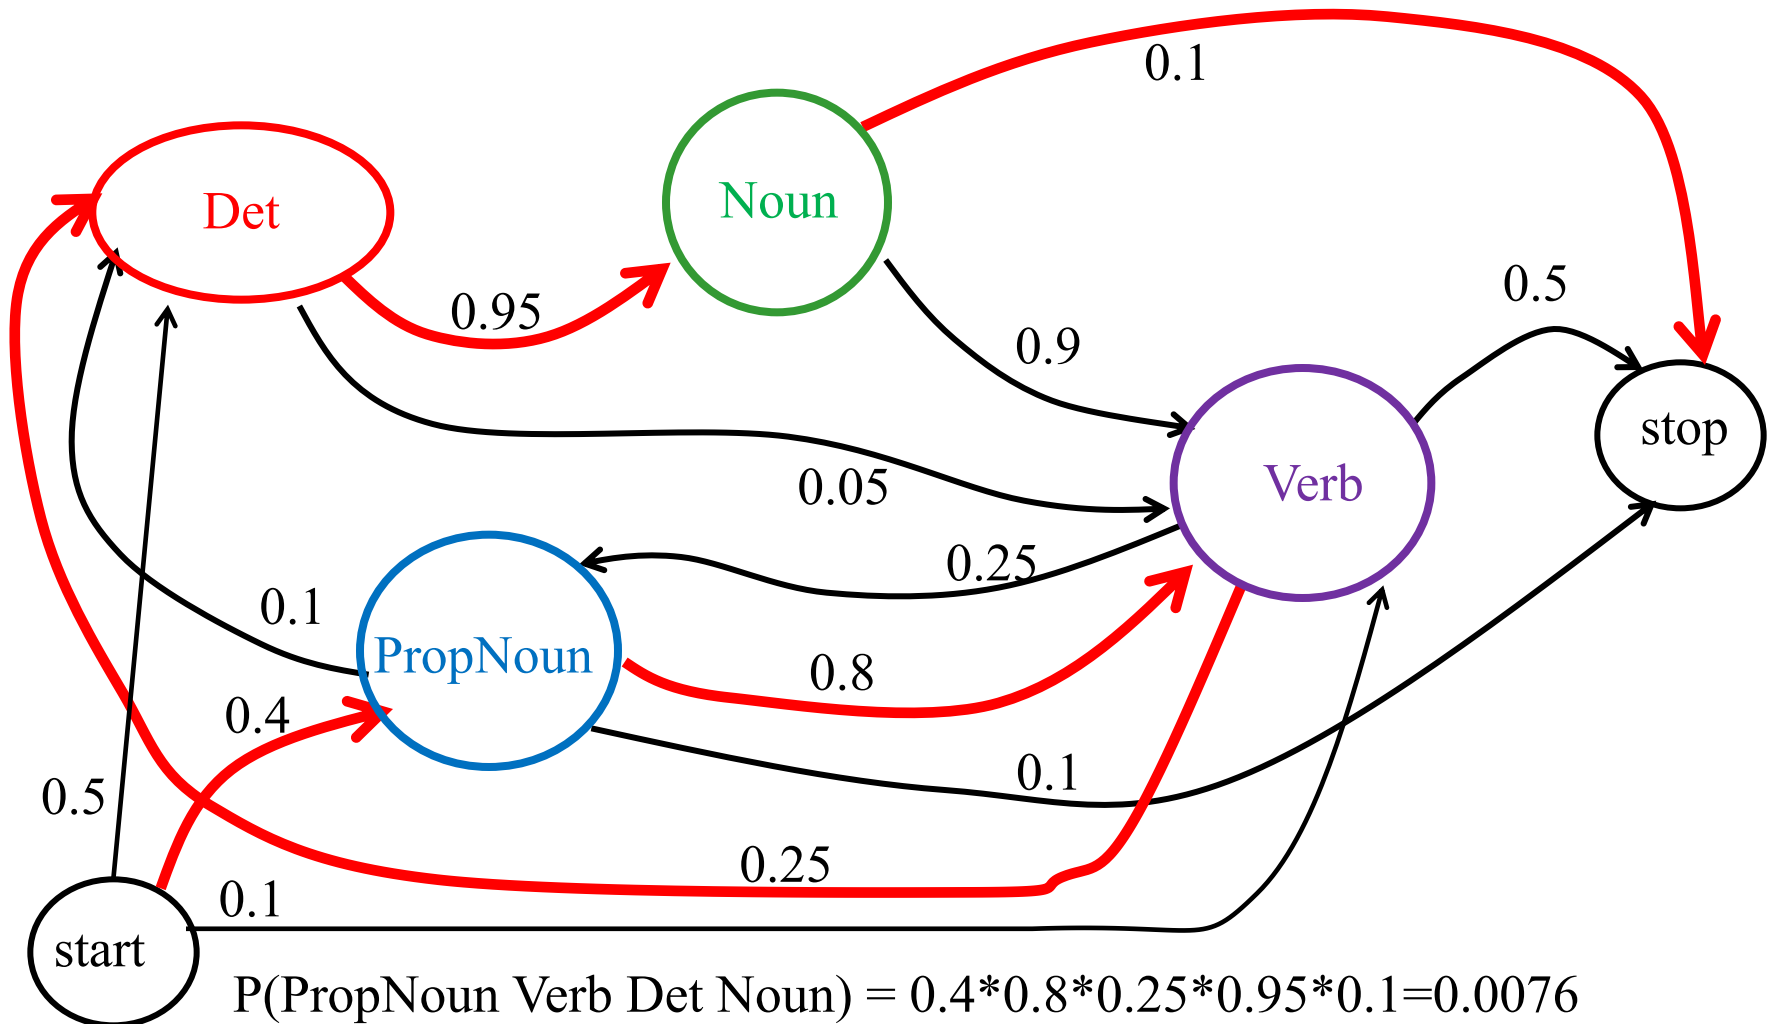 0.1
Det
Noun
0.95
0.9
0.5
stop
0.05
Verb
0.25
0.1
PropNoun
0.8
0.4
0.5
0.1
0.25
0.1
start
P(PropNoun Verb Det Noun) = 0.4*0.8*0.25*0.95*0.1=0.0076